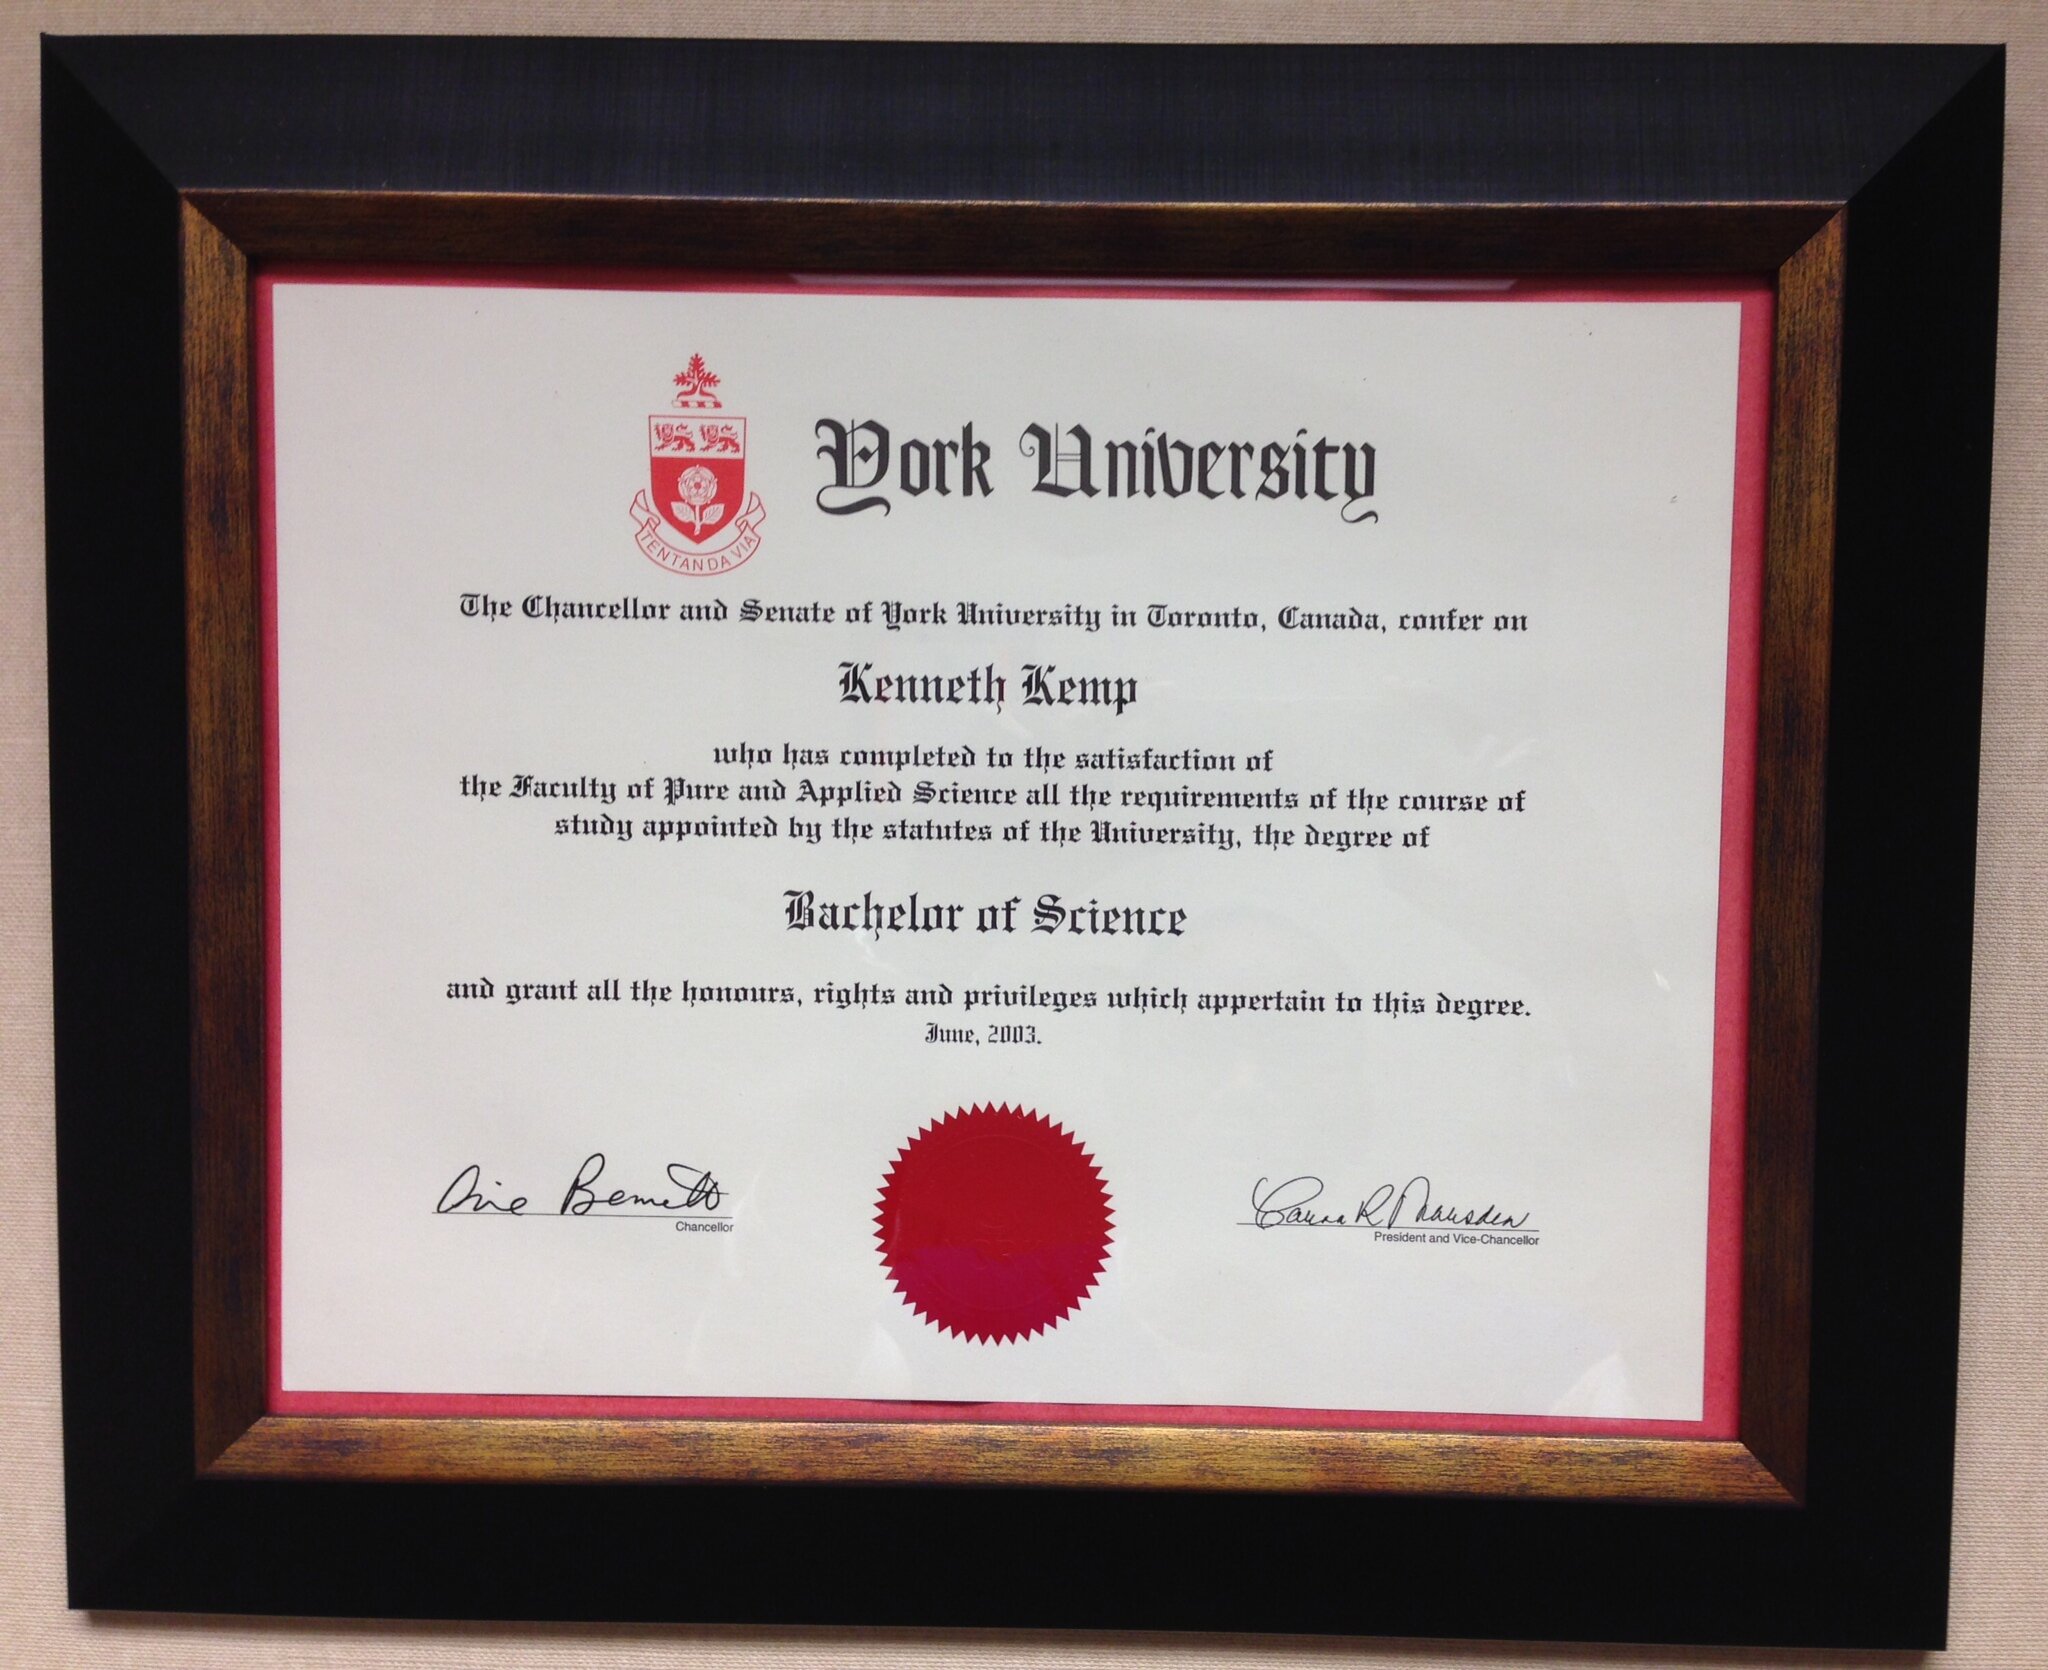 York University
TENTANDA VIA
The Chancellor and Senate of York University in Toronto, Canada, confer on
Kenneth Kemp
who has completed to the satisfaction of
the Faculty of Pure and Applied Science all the requirements of the course of
study appointed by the statutes of the University, the degree of
Bachelor of Science
and grant all the honours, rights and privileges which appertain to this degree.
June, 2003.
Bennett
Chancellor
R Marsden
President and Vice-Chancellor